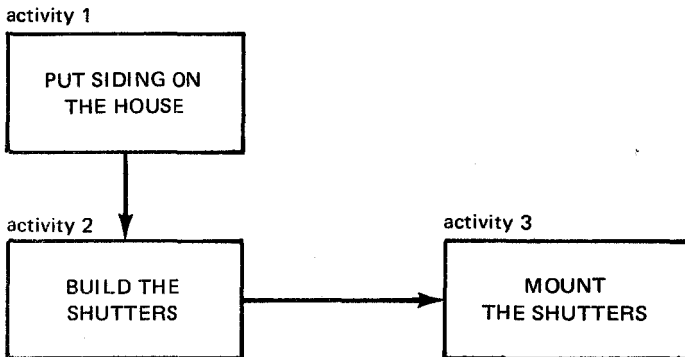 activity 1
PUT SIDING ON
THE HOUSE
activity 2
BUILD THE
SHUTTERS
activity 3
MOUNT
THE SHUTTERS